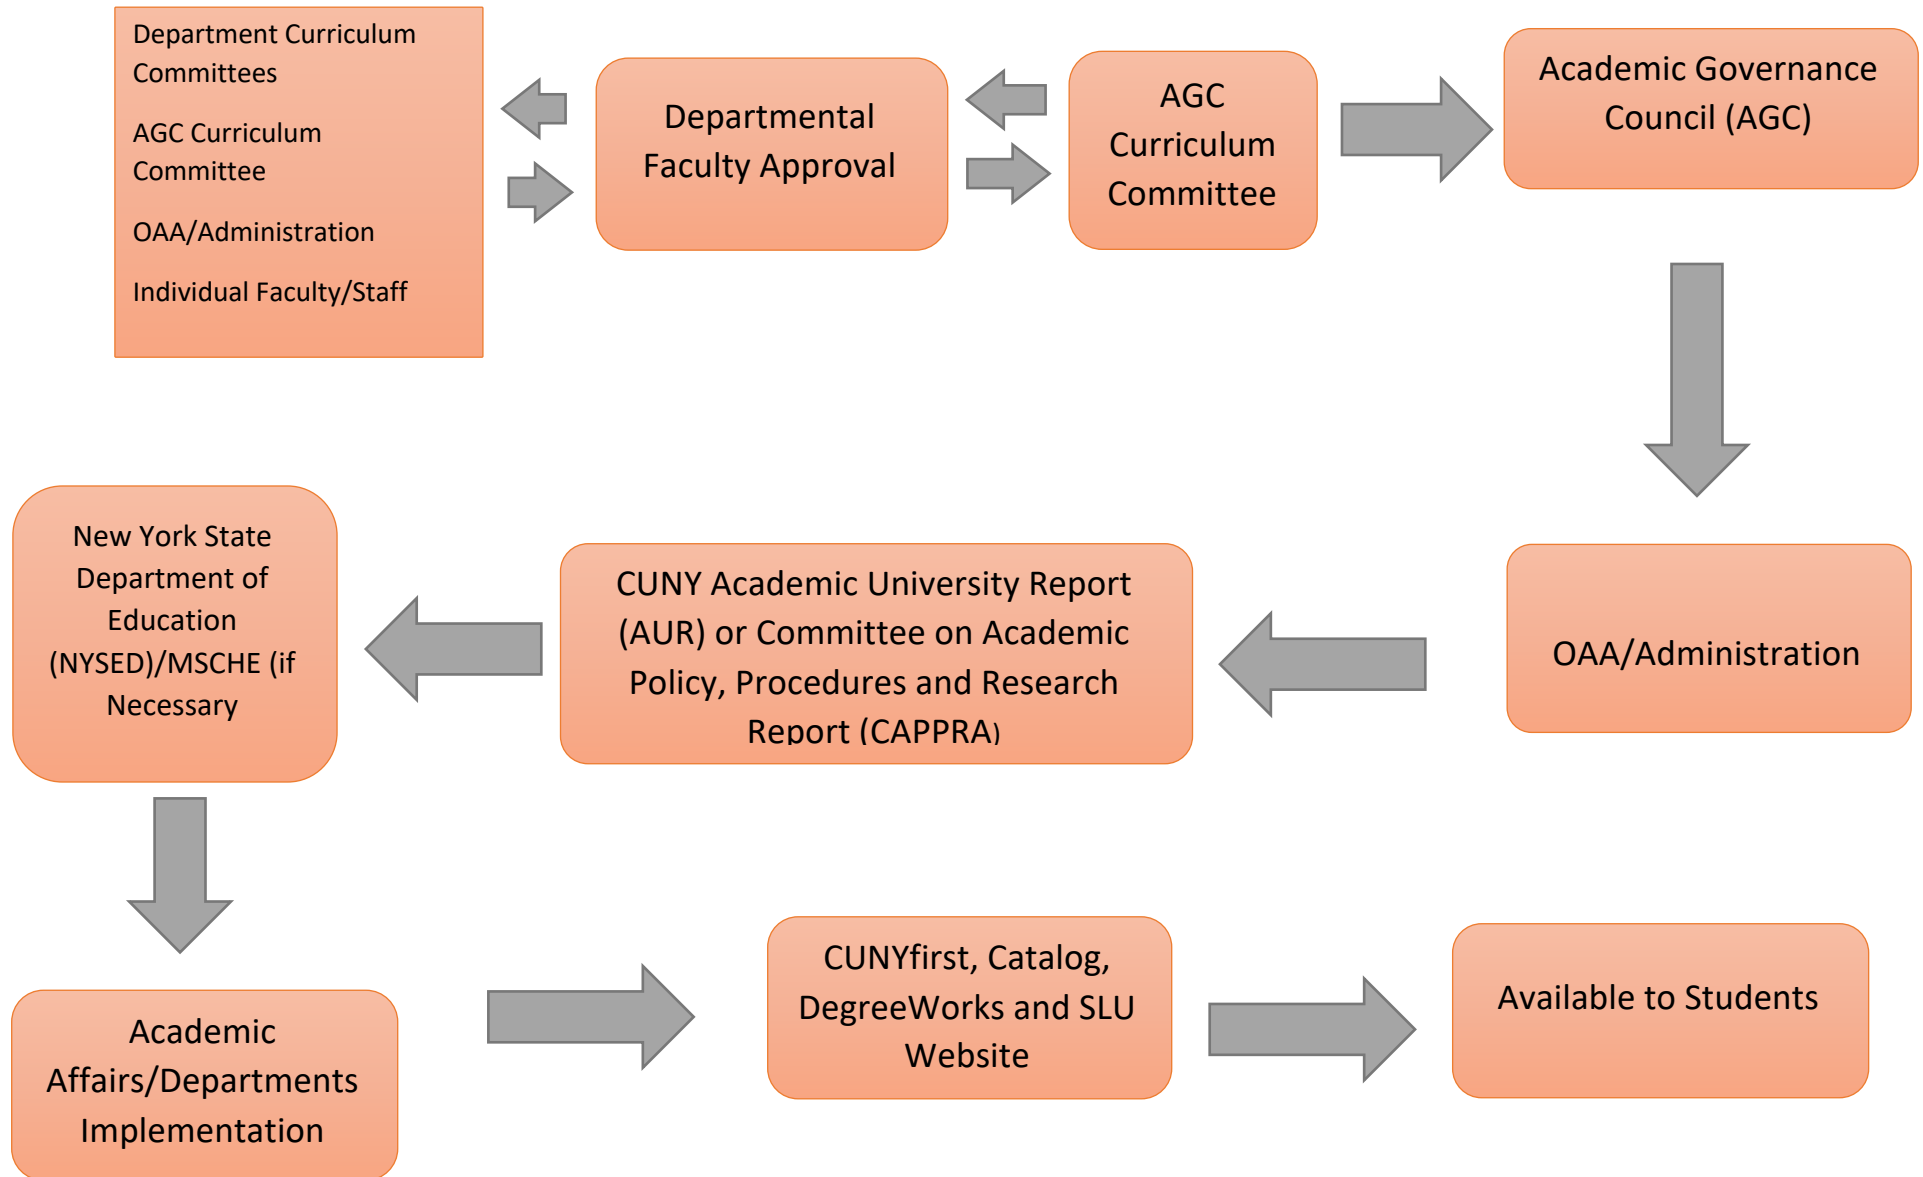 Department Curriculum
Committees
AGC Curriculum
Committee
OAA/Administration
Individual Faculty/Staff
Departmental
Faculty Approval
AGC
Curriculum
Committee
Academic Governance
Council (AGC)
OAA/Administration
CUNY Academic University Report
(AUR) or Committee on Academic
Policy, Procedures and Research
Report (CAPPRA)
New York State
Department of
Education
(NYSED)/MSCHE (if
Necessary
Academic
Affairs/Departments
Implementation
CUNYfirst, Catalog,
DegreeWorks and SLU
Website
Available to Students